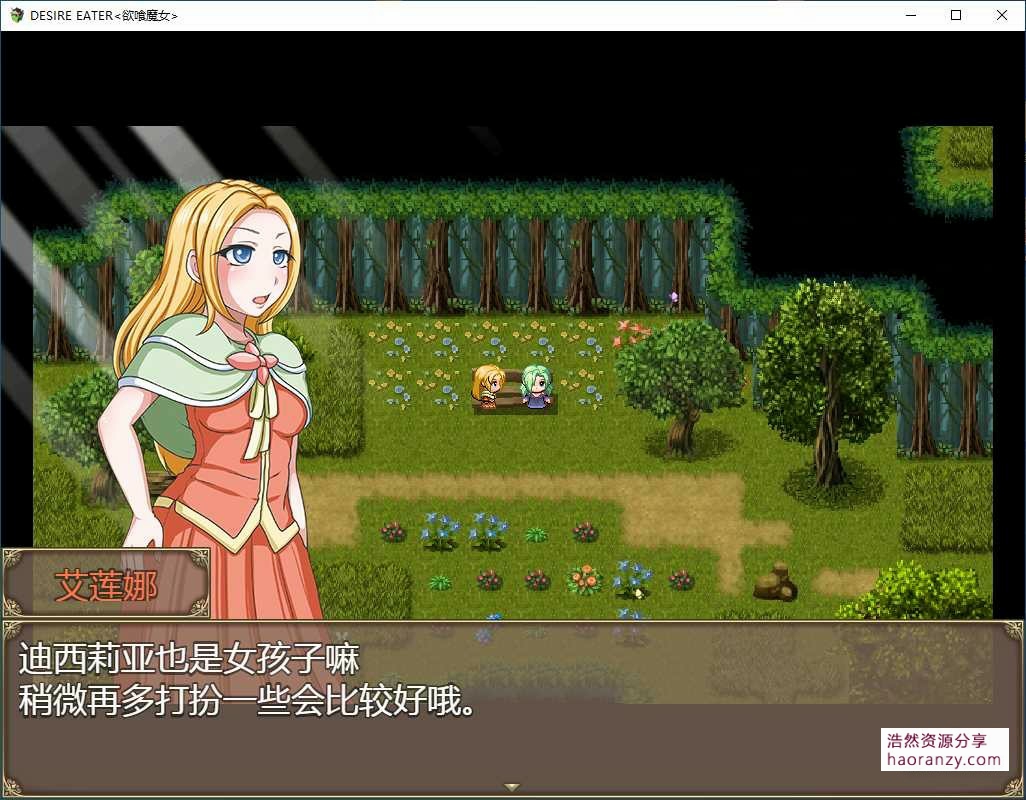 DESIRE EATER<欲喰魔女>
艾莲娜
迪西莉亚也是女孩子嘛
稍微再多打扮一些会比较好哦。
浩然资源分享
haoranzy.com